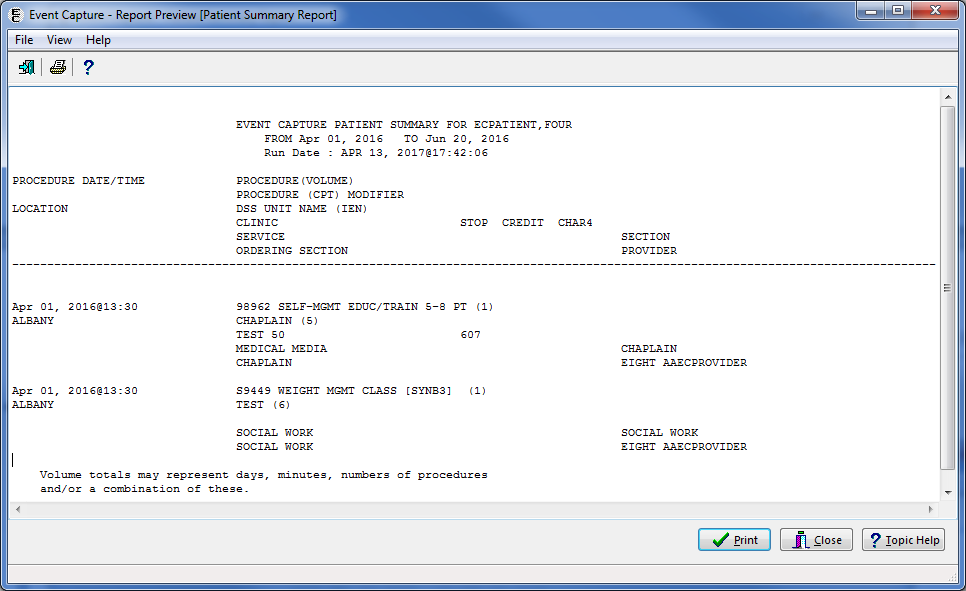 Event Capture - Report Preview [Patient Summary Report]
File View Help
EVENT CAPTURE PATIENT SUMMARY FOR ECPATIENT,FOUR
FROM Apr 01, 2016 TO Jun 20, 2016
Run Date : APR 13, 2017@17:42:06
PROCEDURE DATE/TIME PROCEDURE(VOLUME)
PROCEDURE (CPT) MODIFIER
LOCATION DSS UNIT NAME (IEN)
CLINIC STOP CREDIT CHAR4
SERVICE SECTION
ORDERING SECTION PROVIDER
Apr 01, 2016@13:30 98962 SELF-MGMT EDUC/TRAIN 5-8 PT (1)
ALBANY CHAPLAIN (5)
TEST 50 607
MEDICAL MEDIA CHAPLAIN
CHAPLAIN EIGHT AAECPROVIDER
Apr 01, 2016@13:30 S9449 WEIGHT MGMT CLASS [SYNB3] (1)
ALBANY TEST (6)
SOCIAL WORK SOCIAL WORK
SOCIAL WORK EIGHT AAECPROVIDER
Volume totals may represent days, minutes, numbers of procedures
and/or a combination of these.
Print Close Topic Help